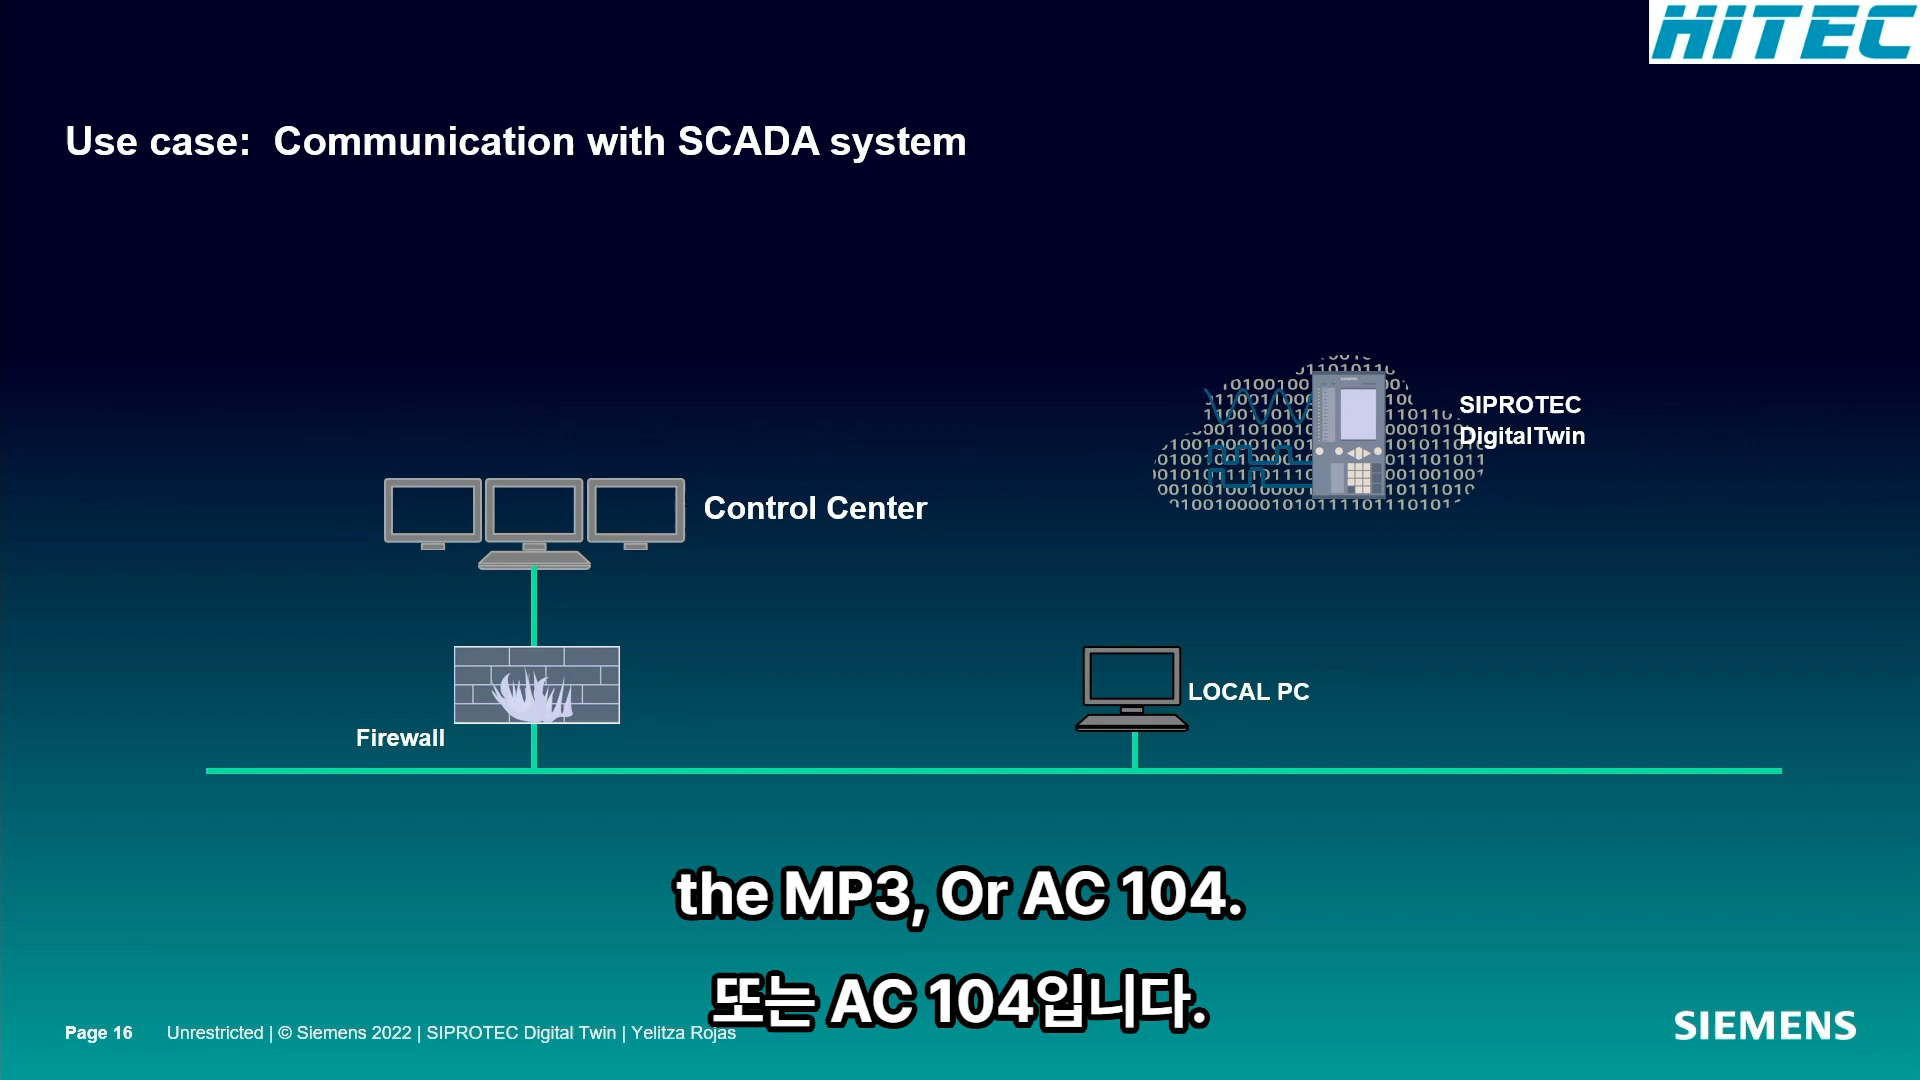 HiTEC
Use case: Communication with SCADA system
SIPROTEC
DigitalTwin
Control Center
LOCAL PC
Firewall
the MP3, Or AC 104.
또는 AC 104입니다.
Page 16 Unrestricted | © Siemens 2022 | SIPROTEC Digital Twin | Yelitza Rojas
SIEMENS